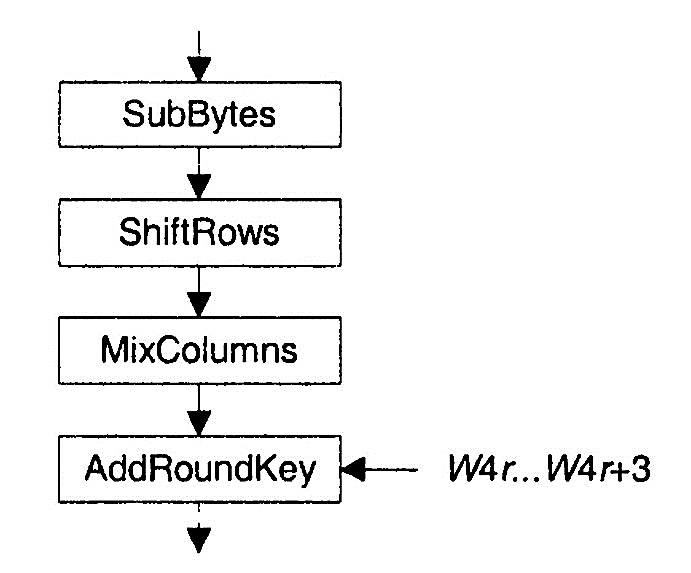 SubBytes
ShiftRows
MixColumns
AddRoundKey
W4r...W4r+3